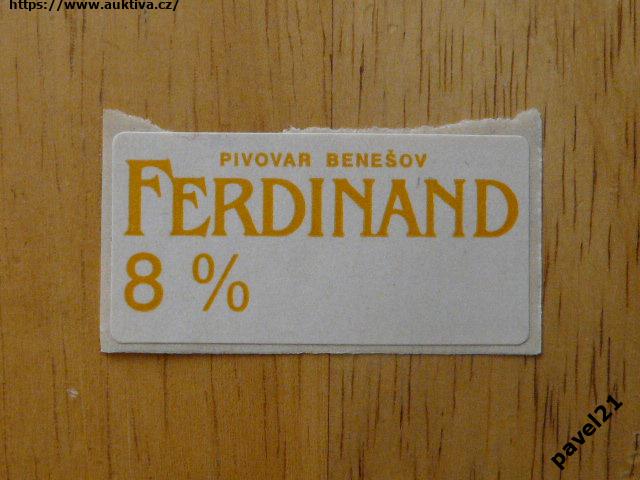 https://www.auktiva.cz/
PIVOVAR BENEŠOV
FERDINAND
8 %
pavel21